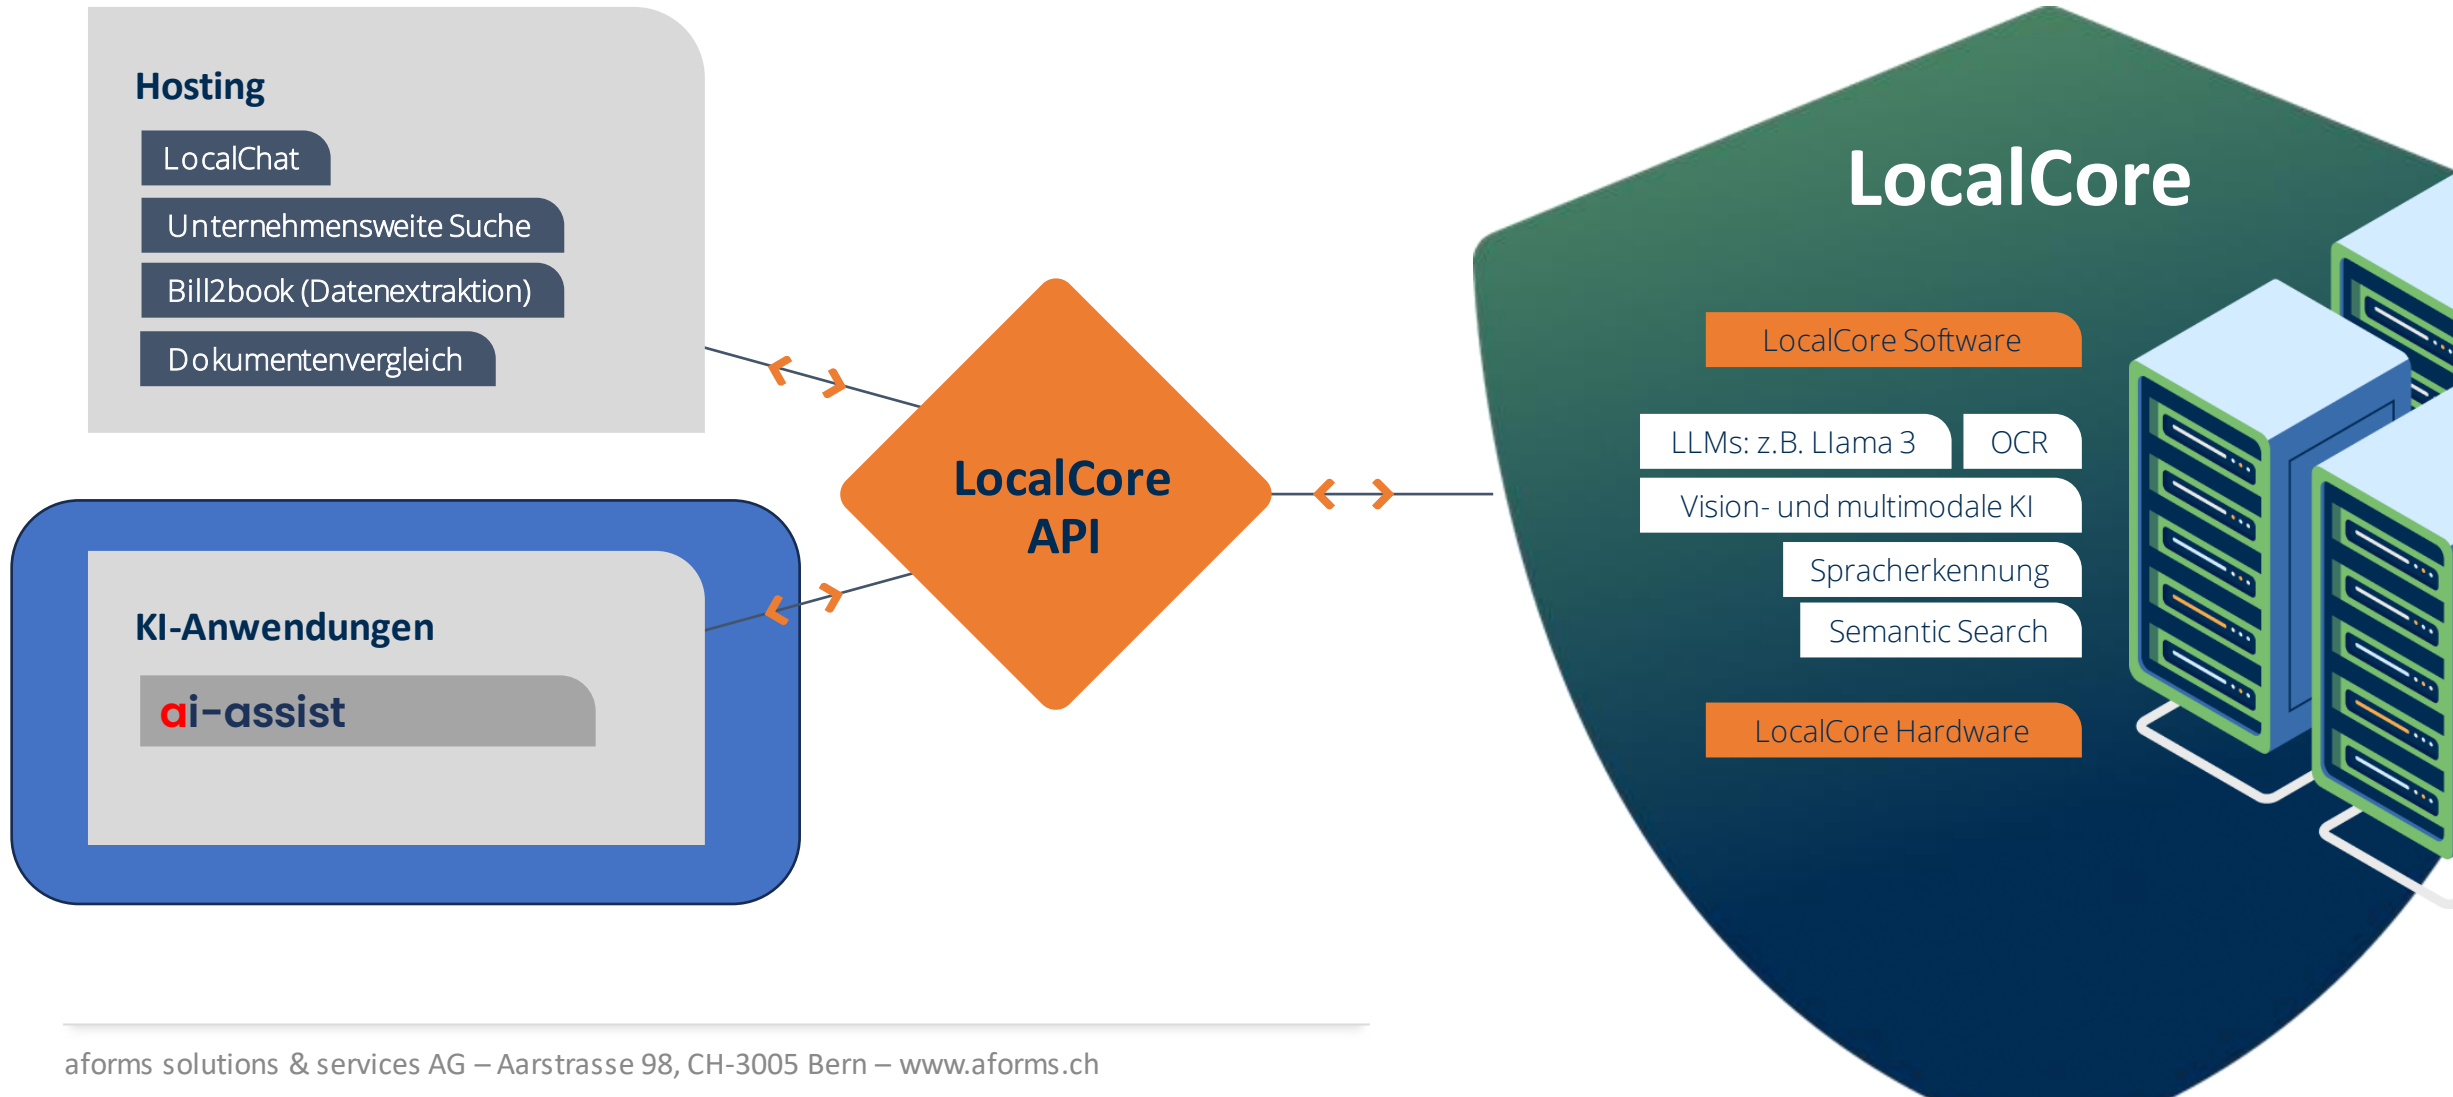 Hosting
LocalChat
Unternehmensweite Suche
Bill2book (Datenextraktion)
Dokumentenvergleich
KI-Anwendungen
ai-assist
LocalCore
API
LocalCore
LocalCore Software
LLMs: z.B. Llama 3
OCR
Vision- und multimodale KI
Spracherkennung
Semantic Search
LocalCore Hardware
aforms solutions & services AG – Aarstrasse 98, CH-3005 Bern – www.aforms.ch